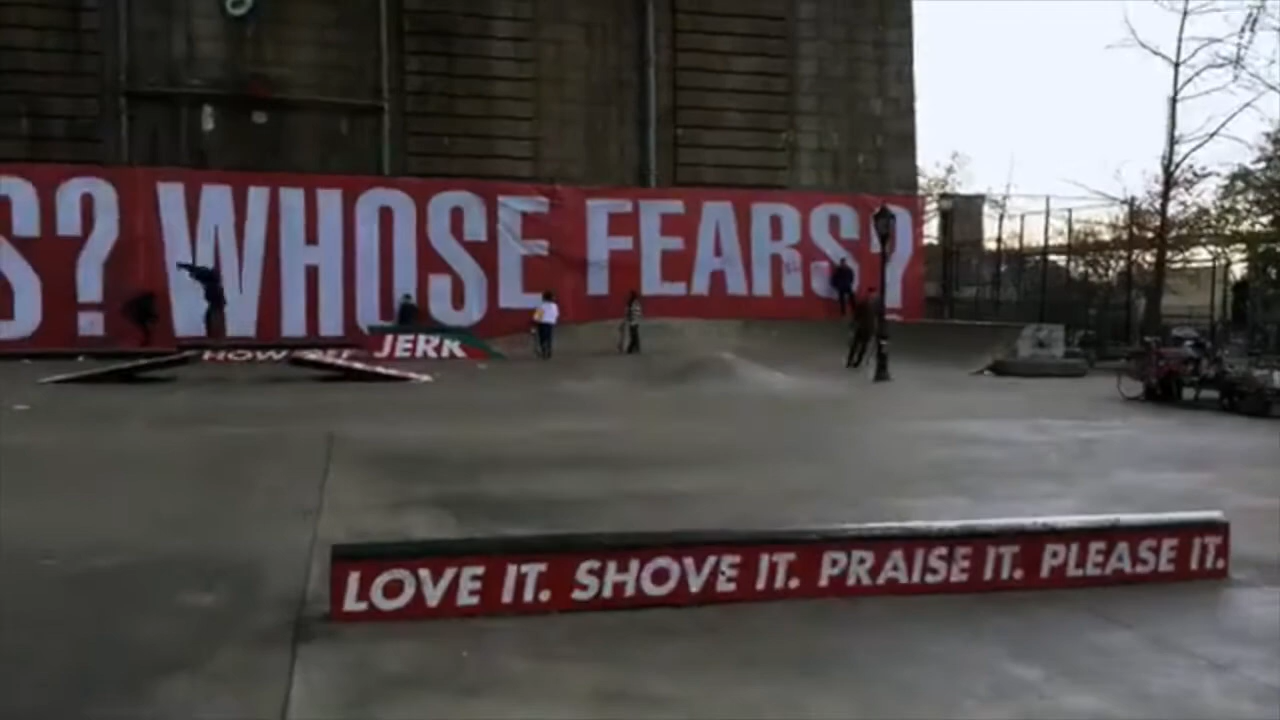 S? WHOSE FEARS?
JERK
LOVE IT. SHOVE IT. PRAISE IT. PLEASE IT.